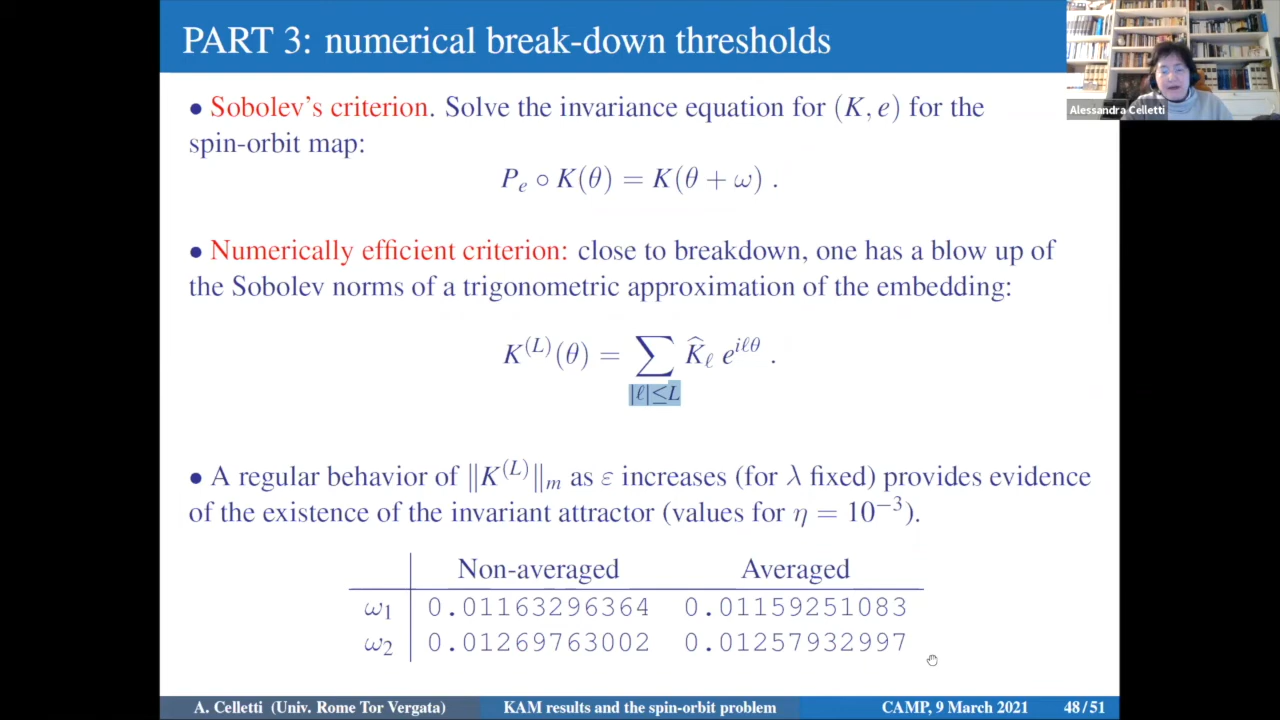 PART 3: numerical break-down thresholds
Alessandra Celletti
• Sobolev's criterion. Solve the invariance equation for (K, e) for the
spin-orbit map:
P_e ∘ K(θ) = K(θ + ω) .
• Numerically efficient criterion: close to breakdown, one has a blow up of
the Sobolev norms of a trigonometric approximation of the embedding:
K^(L)(θ) = ∑_{|ℓ|≤L} K̂_ℓ e^{iℓθ} .
• A regular behavior of ‖K^(L)‖_m as ε increases (for λ fixed) provides evidence
of the existence of the invariant attractor (values for η = 10^−3).
Non-averaged Averaged
ω₁ 0.01163296364 0.01159251083
ω₂ 0.01269763002 0.01257932997
A. Celletti (Univ. Rome Tor Vergata) KAM results and the spin-orbit problem CAMP, 9 March 2021 48 / 51